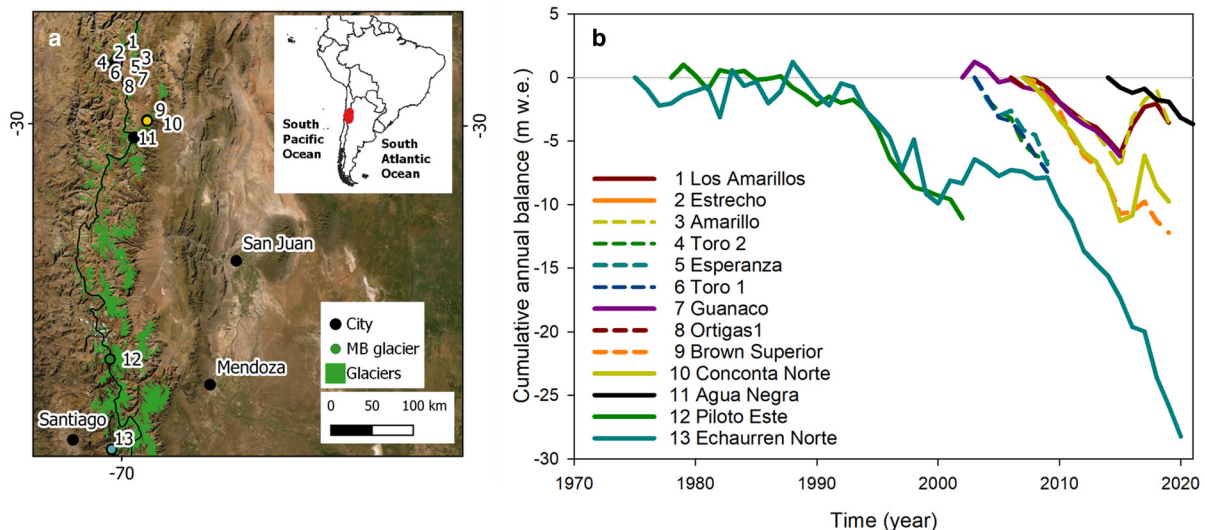 a
1
2
3
4
5
6
7
8
9
10
11
-30
-30
South
Pacific
Ocean
South
Atlantic
Ocean
San Juan
City
MB glacier
Glaciers
12
Mendoza
0 50 100 km
Santiago
13
-70
b
Cumulative annual balance (m w.e.)
5
0
-5
-10
-15
-20
-25
-30
1 Los Amarillos
2 Estrecho
3 Amarillo
4 Toro 2
5 Esperanza
6 Toro 1
7 Guanaco
8 Ortigas1
9 Brown Superior
10 Conconta Norte
11 Agua Negra
12 Piloto Este
13 Echaurren Norte
1970 1980 1990 2000 2010 2020
Time (year)